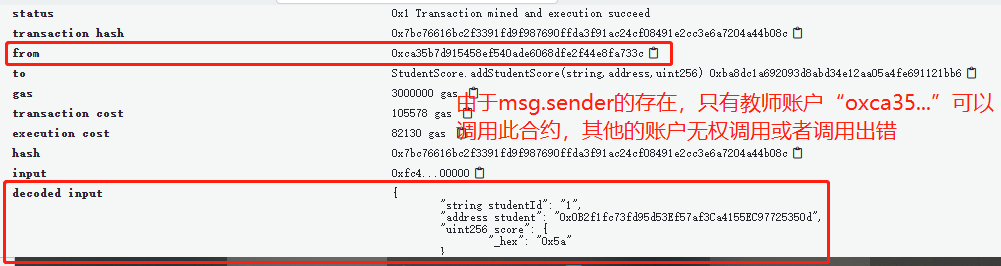 status 0x1 Transaction mined and execution succeed
transaction hash 0x7bc76616bc2f3391fd9f987690ffda3f91ac24cf08491e2cc3e6a7204a44b08c
from 0xca35b7d915458ef540ade6068dfe2f44e8fa733c
to StudentScore.addStudentScore(string,address,uint256) 0xba8dc1a692093d8abd34e12aa05a4fe691121bb6
gas 3000000 gas
transaction cost 105578 gas
execution cost 82130 gas
由于msg.sender的存在，只有教师账户“oxca35...”可以
调用此合约，其他的账户无权调用或者调用出错
hash 0x7bc76616bc2f3391fd9f987690ffda3f91ac24cf08491e2cc3e6a7204a44b08c
input 0xfc4...00000
decoded input {
"string studentId": "1",
"address student": "0x0B2f1fc73fd95d53Ef57af3Ca4155EC97725350d",
"uint256 score": {
"_hex": "0x5a"
}